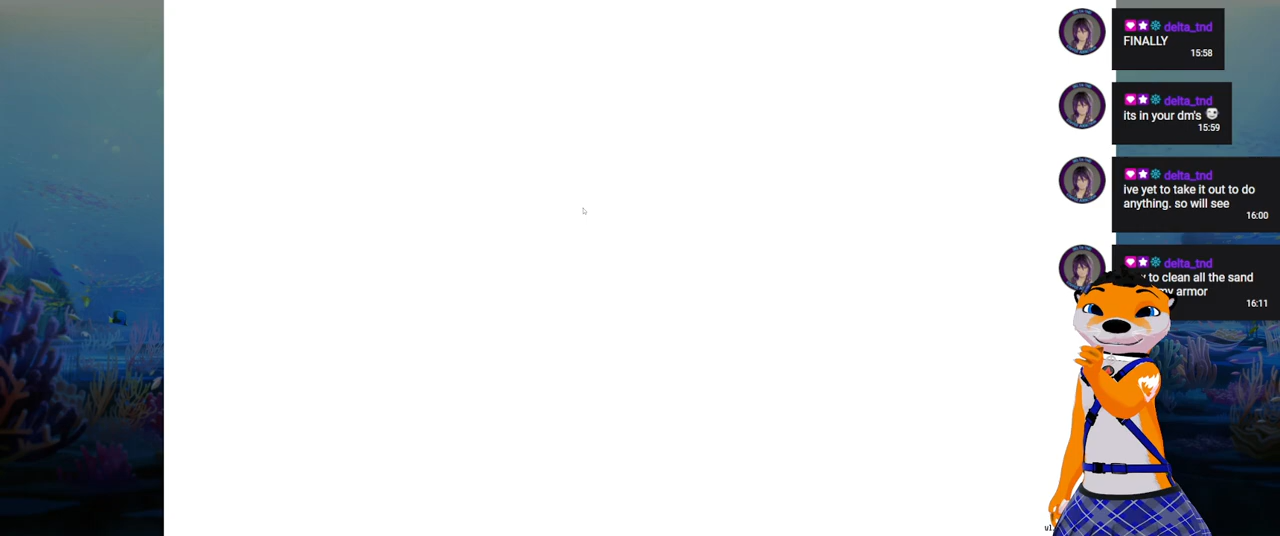 delta_tnd
FINALLY
15:58
delta_tnd
its in your dm's
15:59
delta_tnd
ive yet to take it out to do
anything. so will see
16:00
delta_tnd
to clean all the sand
my armor
16:11